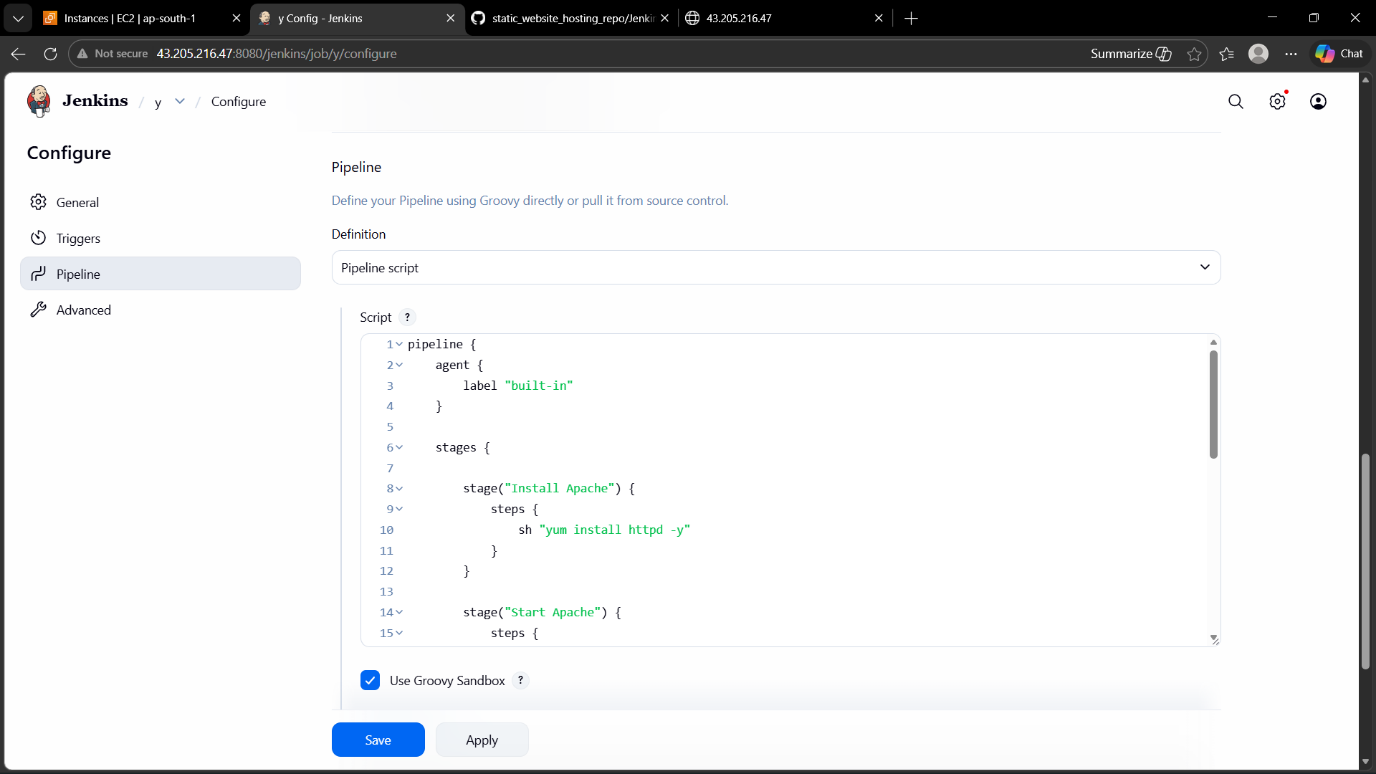 Instances | EC2 | ap-south-1
y Config - Jenkins
static_website_hosting_repo/Jenkin
43.205.216.47
Not secure 43.205.216.47:8080/jenkins/job/y/configure
Summarize
Chat
Jenkins / y / Configure
Configure
General
Triggers
Pipeline
Advanced
Pipeline
Define your Pipeline using Groovy directly or pull it from source control.
Definition
Pipeline script
Script ?
1 pipeline {
2     agent {
3         label "built-in"
4     }
5
6     stages {
7
8         stage("Install Apache") {
9             steps {
10                 sh "yum install httpd -y"
11             }
12         }
13
14         stage("Start Apache") {
15             steps {
Use Groovy Sandbox ?
Save
Apply